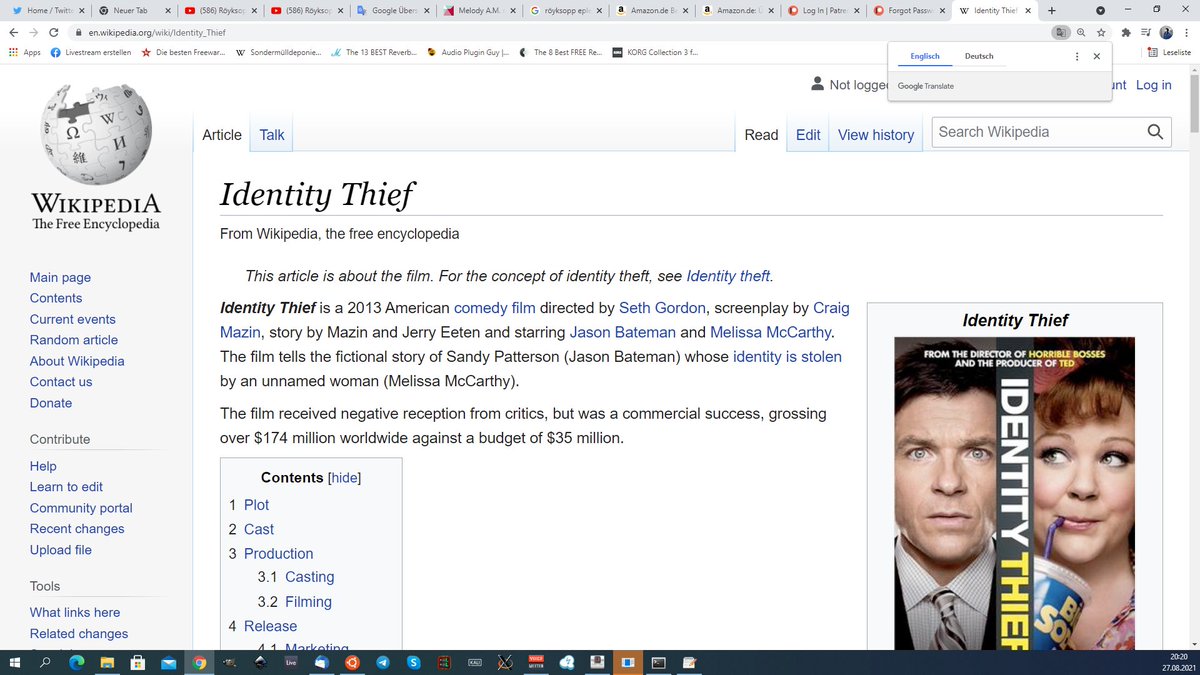 Home / Twitte
Neuer Tab
(586) Röyksop
(586) Röyksop
Google Übers
Melody A.M.
röyksopp eple
Amazon.de Be
Amazon.de: Ü
Log In | Patre
Forgot Passw
Identity Thief
en.wikipedia.org/wiki/Identity_Thief
Apps
Livestream erstellen
Die besten Freewar...
Sondermülldeponie...
The 13 BEST Reverb...
Audio Plugin Guy |...
The 8 Best FREE Re...
KORG Collection 3 f...
Leseliste
Englisch
Deutsch
Google Translate
Not logge
unt
Log in
Article
Talk
Read
Edit
View history
Search Wikipedia
WIKIPEDIA
The Free Encyclopedia
Main page
Contents
Current events
Random article
About Wikipedia
Contact us
Donate
Contribute
Help
Learn to edit
Community portal
Recent changes
Upload file
Tools
What links here
Related changes
Identity Thief
From Wikipedia, the free encyclopedia
This article is about the film. For the concept of identity theft, see Identity theft.
Identity Thief is a 2013 American comedy film directed by Seth Gordon, screenplay by Craig
Mazin, story by Mazin and Jerry Eeten and starring Jason Bateman and Melissa McCarthy.
The film tells the fictional story of Sandy Patterson (Jason Bateman) whose identity is stolen
by an unnamed woman (Melissa McCarthy).
The film received negative reception from critics, but was a commercial success, grossing
over $174 million worldwide against a budget of $35 million.
Contents [hide]
1 Plot
2 Cast
3 Production
3.1 Casting
3.2 Filming
4 Release
4.1 Marketing
Identity Thief
FROM THE DIRECTOR OF HORRIBLE BOSSES
AND THE PRODUCER OF TED
IDENTITY THIEF
Live
20:20
27.08.2021